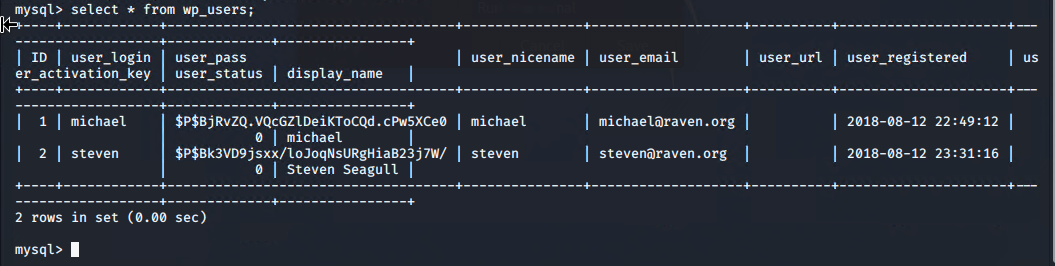 mysql> select * from wp_users;
+----+------------+------------------------------------+---------------+------------------+----------+---------------------+---
------------------+-------------+----------------+
| ID | user_login | user_pass | user_nicename | user_email | user_url | user_registered | us
er_activation_key | user_status | display_name |
+----+------------+------------------------------------+---------------+------------------+----------+---------------------+---
------------------+-------------+----------------+
| 1 | michael | $P$BjRvZQ.VQcGZlDeiKToCQd.cPw5XCe0 | michael | michael@raven.org | | 2018-08-12 22:49:12 |
| 0 | michael |
| 2 | steven | $P$Bk3VD9jsxx/loJoqNsURgHiaB23j7W/ | steven | steven@raven.org | | 2018-08-12 23:31:16 |
| 0 | Steven Seagull |
+----+------------+------------------------------------+---------------+------------------+----------+---------------------+---
------------------+-------------+----------------+
2 rows in set (0.00 sec)
mysql>